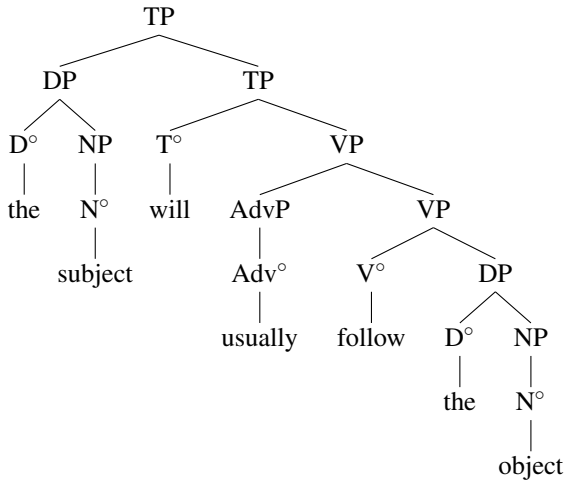 TP
DP TP
D° NP T° VP
the N° will AdvP VP
subject Adv° V° DP
usually follow D° NP
the N°
object